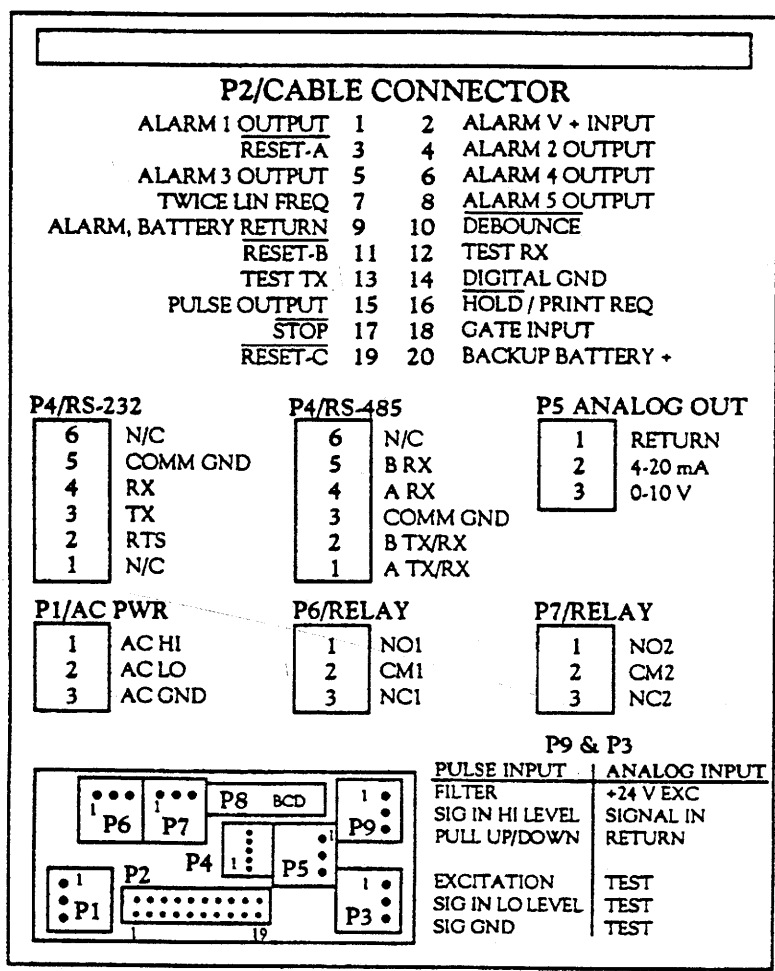 P2/CABLE CONNECTOR
ALARM 1 OUTPUT 1 2 ALARM V + INPUT
RESET-A 3 4 ALARM 2 OUTPUT
ALARM 3 OUTPUT 5 6 ALARM 4 OUTPUT
TWICE LIN FREQ 7 8 ALARM 5 OUTPUT
ALARM, BATTERY RETURN 9 10 DEBOUNCE
RESET-B 11 12 TEST RX
TEST TX 13 14 DIGITAL GND
PULSE OUTPUT 15 16 HOLD / PRINT REQ
STOP 17 18 GATE INPUT
RESET-C 19 20 BACKUP BATTERY +
P4/RS-232
6 N/C
5 COMM GND
4 RX
3 TX
2 RTS
1 N/C
P4/RS-485
6 N/C
5 B RX
4 A RX
3 COMM GND
2 B TX/RX
1 A TX/RX
P5 ANALOG OUT
1 RETURN
2 4-20 mA
3 0-10 V
P1/AC PWR
1 AC HI
2 AC LO
3 AC GND
P6/RELAY
1 NO1
2 CM1
3 NC1
P7/RELAY
1 NO2
2 CM2
3 NC2
P9 & P3
PULSE INPUT ANALOG INPUT
FILTER +24 V EXC
SIG IN HI LEVEL SIGNAL IN
PULL UP/DOWN RETURN
EXCITATION TEST
SIG IN LO LEVEL TEST
SIG GND TEST
1 P6
1 P7
P8 BCD
1 P9
P4 1
1 P5
1 P1
P2
1 19
1 P3